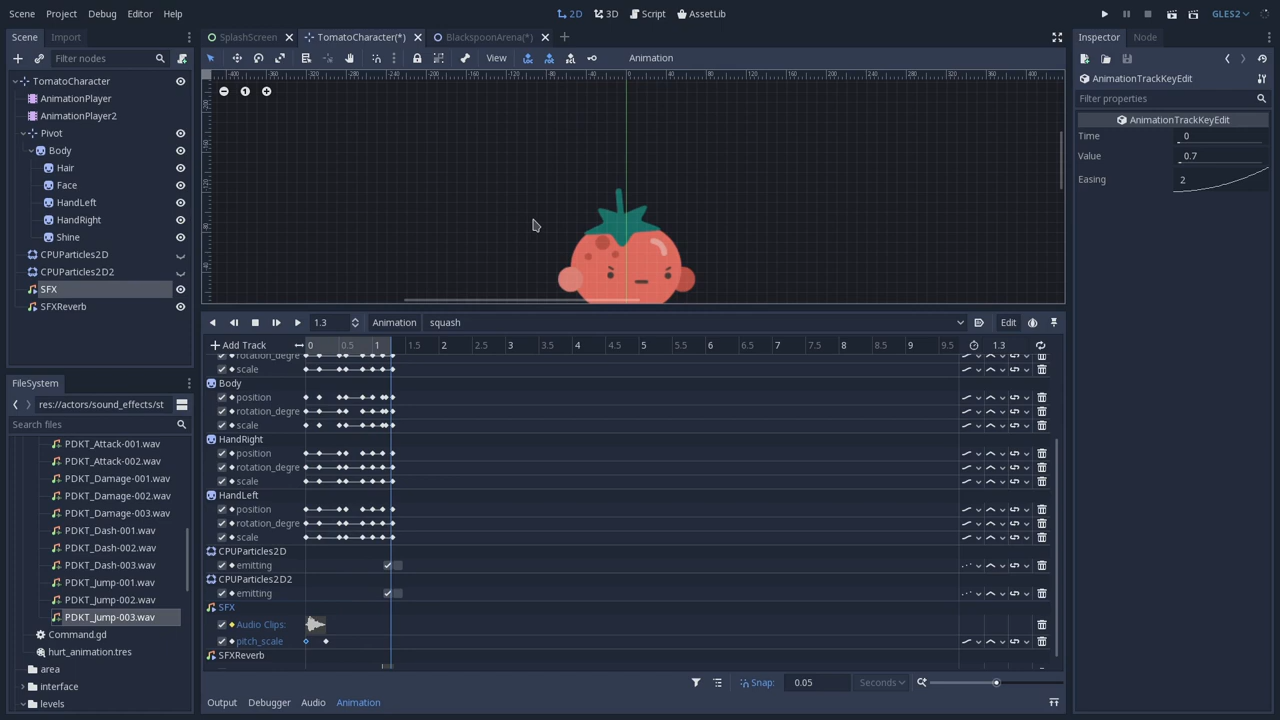 Scene Project Debug Editor Help
2D 3D Script AssetLib
GLES2
Scene Import
SplashScreen TomatoCharacter(*) BlackspoonArena(*)
Inspector Node
Filter nodes
View Animation
AnimationTrackKeyEdit
Filter properties
AnimationTrackKeyEdit
Time 0
Value 0.7
Easing 2
TomatoCharacter
AnimationPlayer
AnimationPlayer2
Pivot
Body
Hair
Face
HandLeft
HandRight
Shine
CPUParticles2D
CPUParticles2D2
SFX
SFXReverb
1.3 Animation squash Edit
Add Track 0 0.5 1 1.5 2 2.5 3 3.5 4 4.5 5 5.5 6 6.5 7 7.5 8 8.5 9 9.5 1.3
rotation_degre
scale
Body
position
rotation_degre
scale
HandRight
position
rotation_degre
scale
HandLeft
position
rotation_degre
scale
CPUParticles2D
emitting
CPUParticles2D2
emitting
SFX
Audio Clips:
pitch_scale
SFXReverb
Snap: 0.05 Seconds
Output Debugger Audio Animation
FileSystem
res://actors/sound_effects/st
Search files
PDKT_Attack-001.wav
PDKT_Attack-002.wav
PDKT_Damage-001.wav
PDKT_Damage-002.wav
PDKT_Damage-003.wav
PDKT_Dash-001.wav
PDKT_Dash-002.wav
PDKT_Dash-003.wav
PDKT_Jump-001.wav
PDKT_Jump-002.wav
PDKT_Jump-003.wav
Command.gd
hurt_animation.tres
area
interface
levels